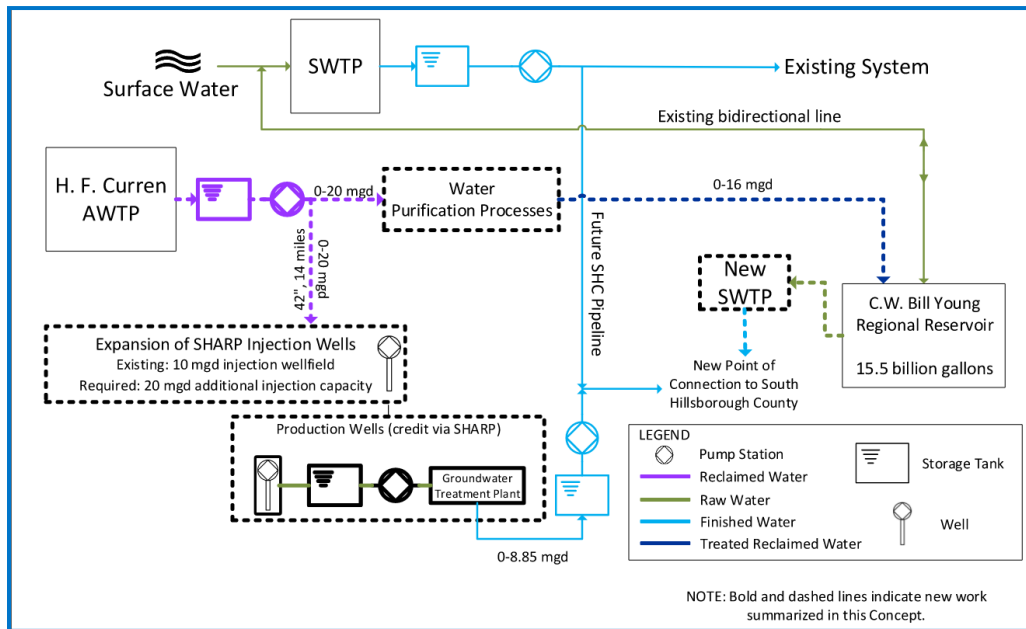 SWTP
Surface Water
Existing System
Existing bidirectional line
H. F. Curren
AWTP
0-20 mgd
Water
Purification Processes
0-16 mgd
42", 14 miles
0-20 mgd
Future SHC Pipeline
New
SWTP
C.W. Bill Young
Regional Reservoir
15.5 billion gallons
Expansion of SHARP Injection Wells
Existing: 10 mgd injection wellfield
Required: 20 mgd additional injection capacity
New Point of
Connection to South
Hillsborough County
Production Wells (credit via SHARP)
Groundwater
Treatment Plant
0-8.85 mgd
LEGEND
Pump Station
Reclaimed Water
Raw Water
Finished Water
Treated Reclaimed Water
Storage Tank
Well
NOTE: Bold and dashed lines indicate new work
summarized in this Concept.